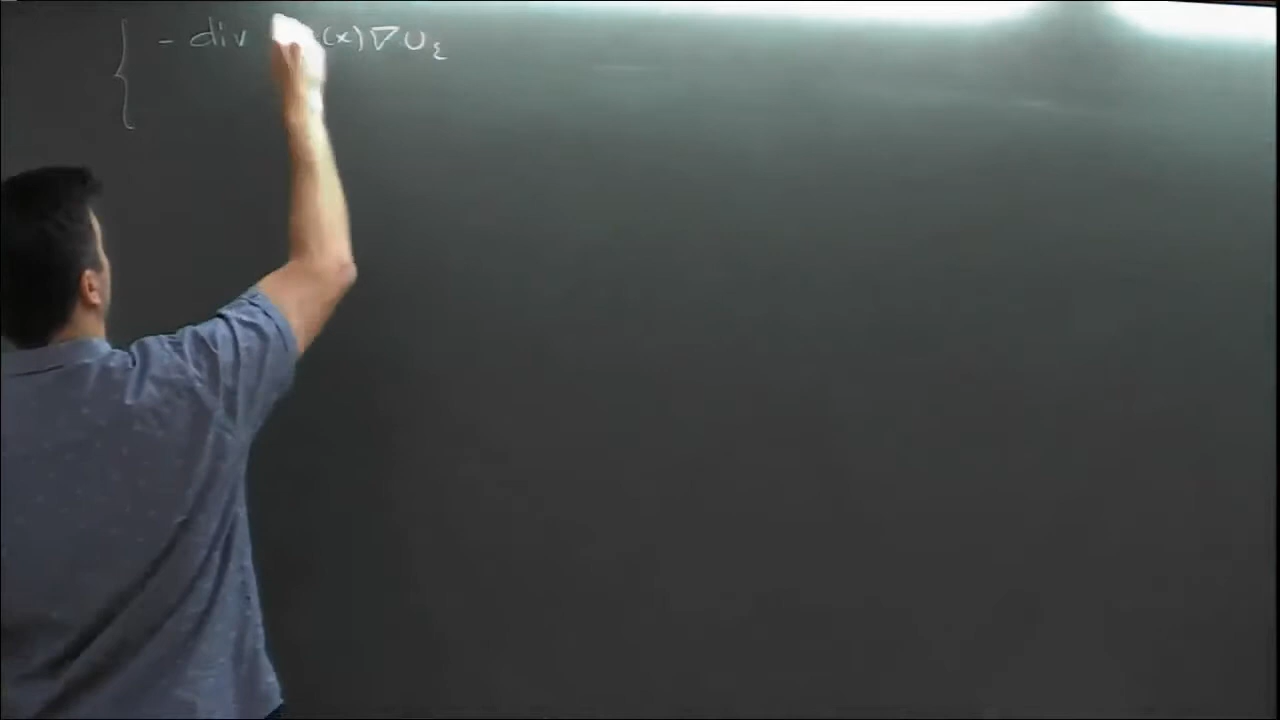 { - div (x) ∇ u_ε